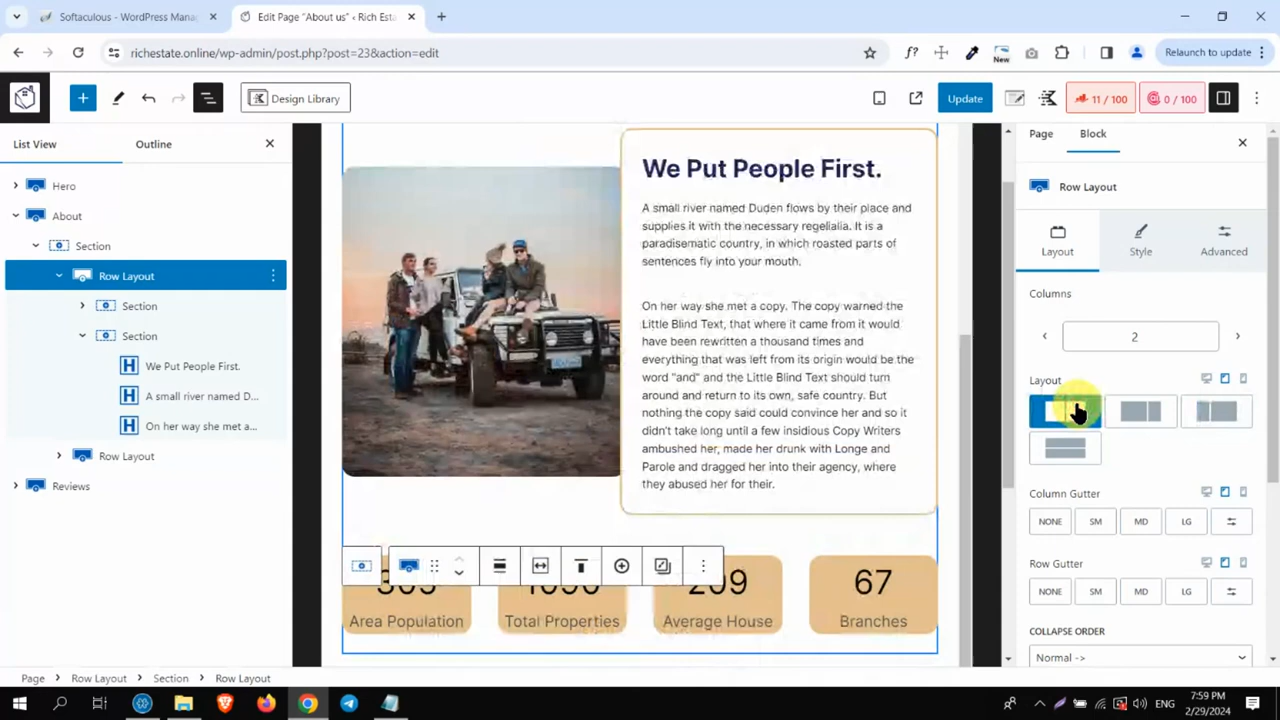 Softaculous - WordPress Mana
Edit Page "About us" ‹ Rich Esta
richestate.online/wp-admin/post.php?post=23&action=edit
f?
New
Relaunch to update
Design Library
Update
11 / 100
0 / 100
List View
Outline
Hero
About
Section
Row Layout
Section
Section
We Put People First.
A small river named D...
On her way she met a...
Row Layout
Reviews
We Put People First.
A small river named Duden flows by their place and
supplies it with the necessary regelialia. It is a
paradisematic country, in which roasted parts of
sentences fly into your mouth.
On her way she met a copy. The copy warned the
Little Blind Text, that where it came from it would
have been rewritten a thousand times and
everything that was left from its origin would be the
word "and" and the Little Blind Text should turn
around and return to its own, safe country. But
nothing the copy said could convince her and so it
didn't take long until a few insidious Copy Writers
ambushed her, made her drunk with Longe and
Parole and dragged her into their agency, where
they abused her for their.
67
Area Population
Total Properties
Average House
Branches
Page
Block
Row Layout
Layout
Style
Advanced
Columns
2
Layout
Column Gutter
NONE
SM
MD
LG
Row Gutter
NONE
SM
MD
LG
COLLAPSE ORDER
Normal ->
Page
Row Layout
Section
Row Layout
ENG
7:59 PM
2/29/2024